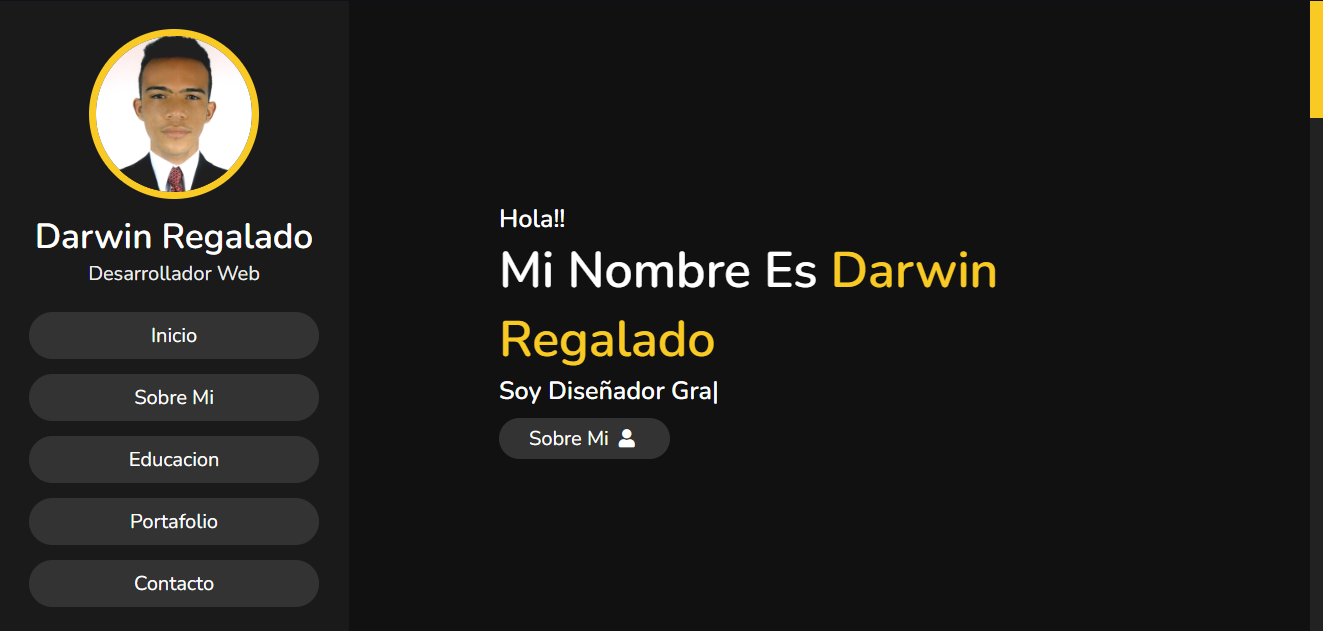 Darwin Regalado
Desarrollador Web
Inicio
Sobre Mi
Educacion
Portafolio
Contacto
Hola!!
Mi Nombre Es Darwin
Regalado
Soy Diseñador Gra|
Sobre Mi